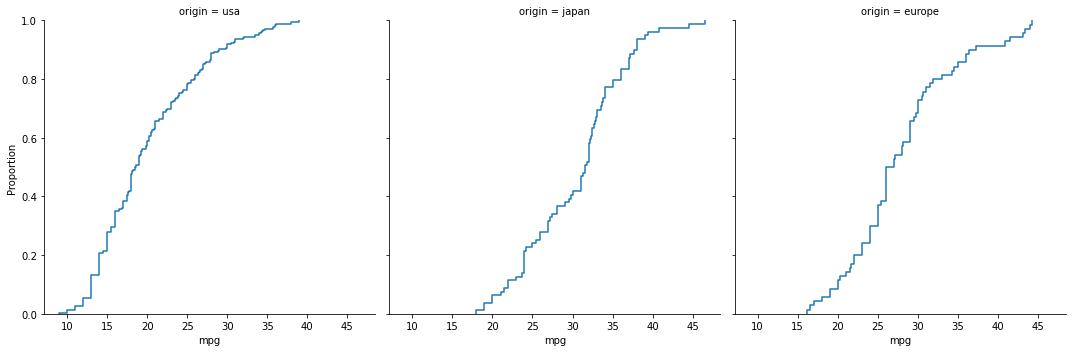 origin = usa
origin = japan
origin = europe
1.0
0.8
0.6
0.4
0.2
0.0
Proportion
10 15 20 25 30 35 40 45
10 15 20 25 30 35 40 45
10 15 20 25 30 35 40 45
mpg
mpg
mpg